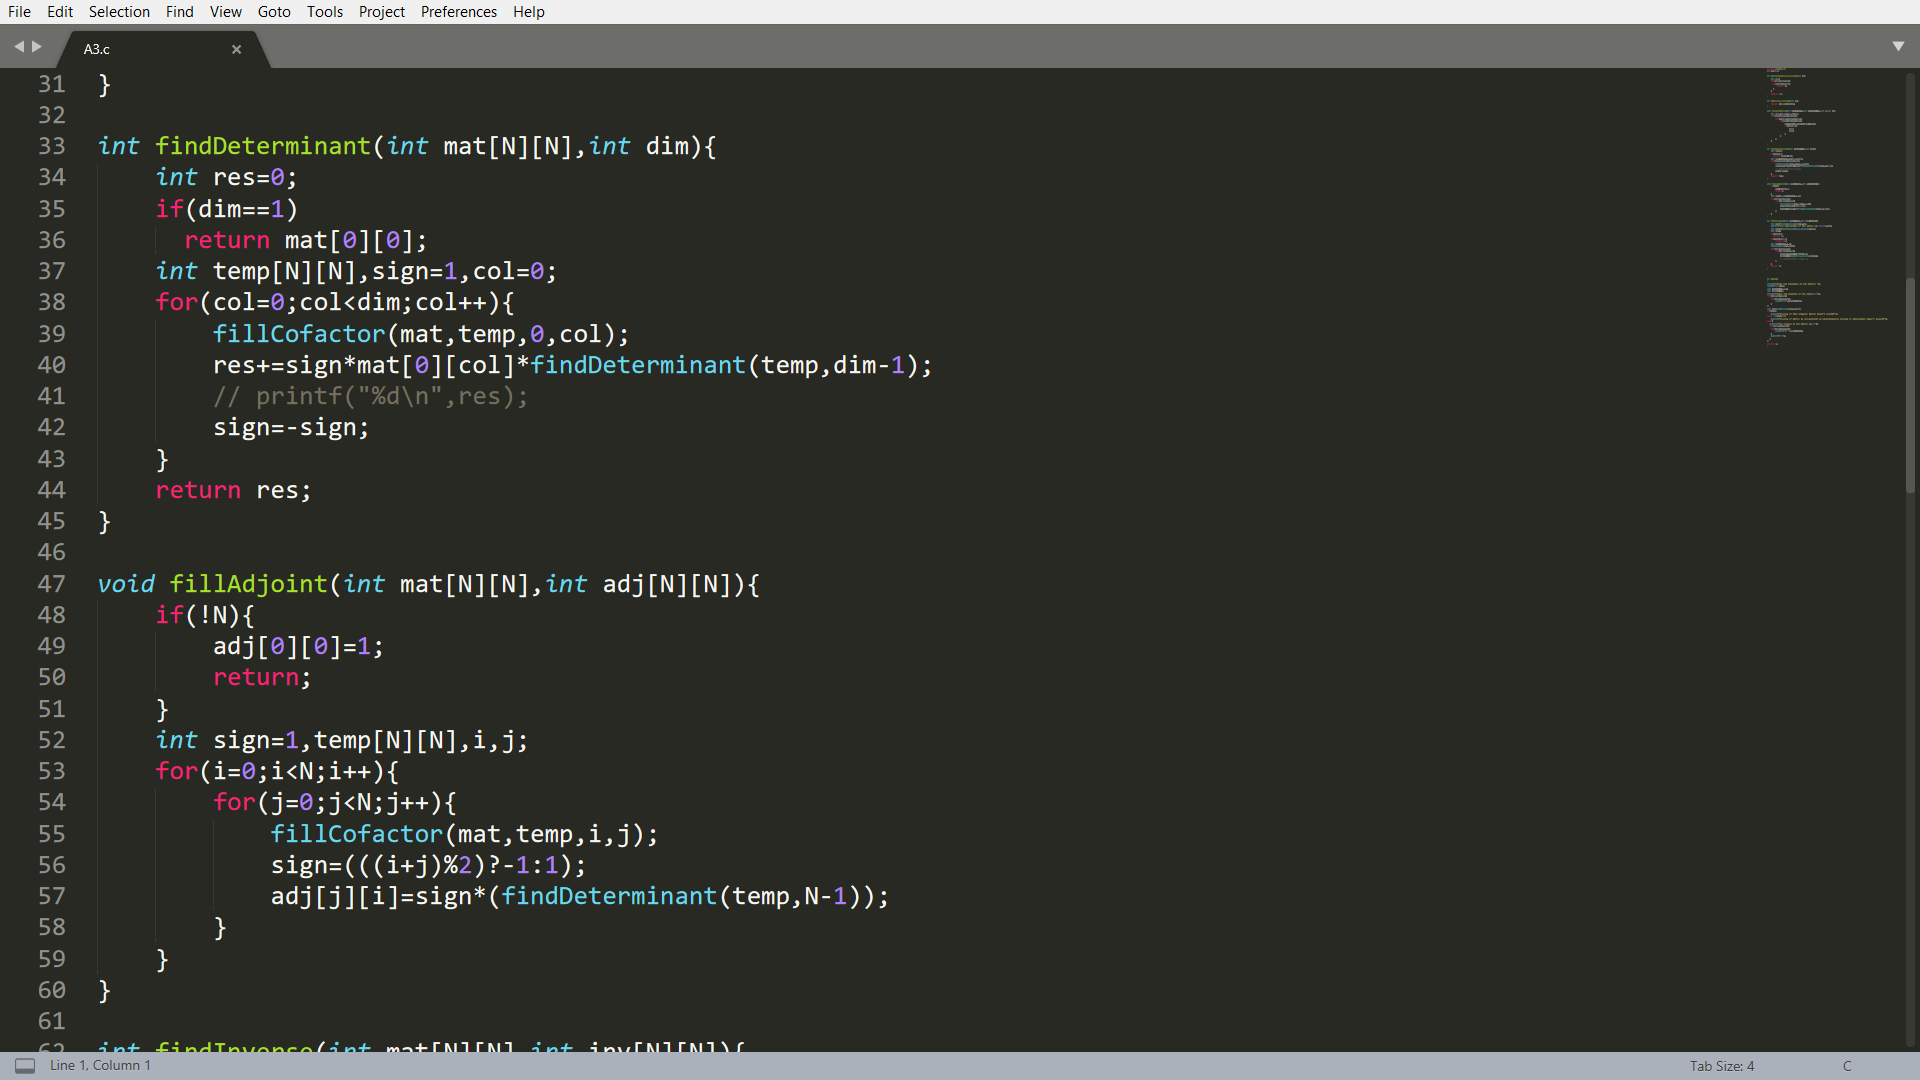 File Edit Selection Find View Goto Tools Project Preferences Help
A3.c ×
31 }
32
33 int findDeterminant(int mat[N][N],int dim){
34     int res=0;
35     if(dim==1)
36       return mat[0][0];
37     int temp[N][N],sign=1,col=0;
38     for(col=0;col<dim;col++){
39         fillCofactor(mat,temp,0,col);
40         res+=sign*mat[0][col]*findDeterminant(temp,dim-1);
41         // printf("%d\n",res);
42         sign=-sign;
43     }
44     return res;
45 }
46
47 void fillAdjoint(int mat[N][N],int adj[N][N]){
48     if(!N){
49         adj[0][0]=1;
50         return;
51     }
52     int sign=1,temp[N][N],i,j;
53     for(i=0;i<N;i++){
54         for(j=0;j<N;j++){
55             fillCofactor(mat,temp,i,j);
56             sign=(((i+j)%2)?-1:1);
57             adj[j][i]=sign*(findDeterminant(temp,N-1));
58         }
59     }
60 }
61
62 int findInverse(int mat[N][N],int inv[N][N]){
Line 1, Column 1 Tab Size: 4 C